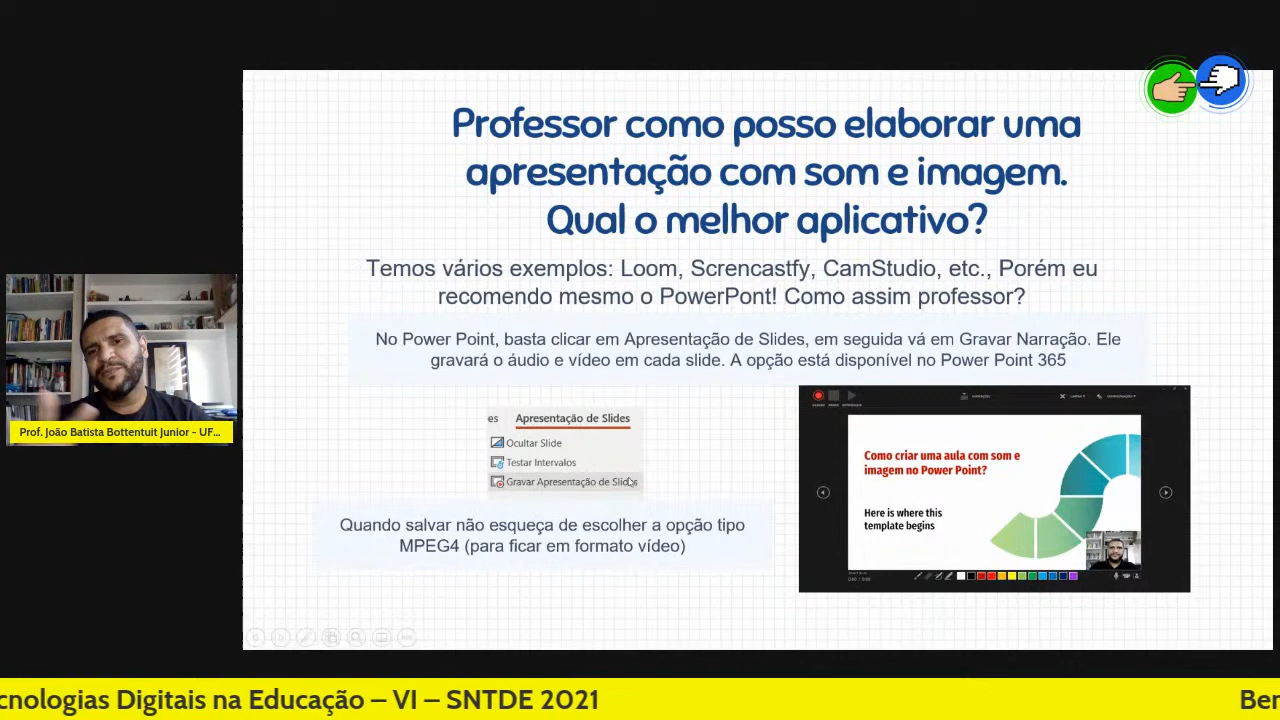 Professor como posso elaborar uma
apresentação com som e imagem.
Qual o melhor aplicativo?
Temos vários exemplos: Loom, Screncastfy, CamStudio, etc., Porém eu
recomendo mesmo o PowerPont! Como assim professor?
No Power Point, basta clicar em Apresentação de Slides, em seguida vá em Gravar Narração. Ele
gravará o áudio e vídeo em cada slide. A opção está disponível no Power Point 365
es Apresentação de Slides
Ocultar Slide
Testar Intervalos
Gravar Apresentação de Slides
Quando salvar não esqueça de escolher a opção tipo
MPEG4 (para ficar em formato vídeo)
Como criar uma aula com som e
imagem no Power Point?
Here is where this
template begins
Prof. João Batista Bottentuit Junior - UF...
cnologias Digitais na Educação – VI – SNTDE 2021
Ber